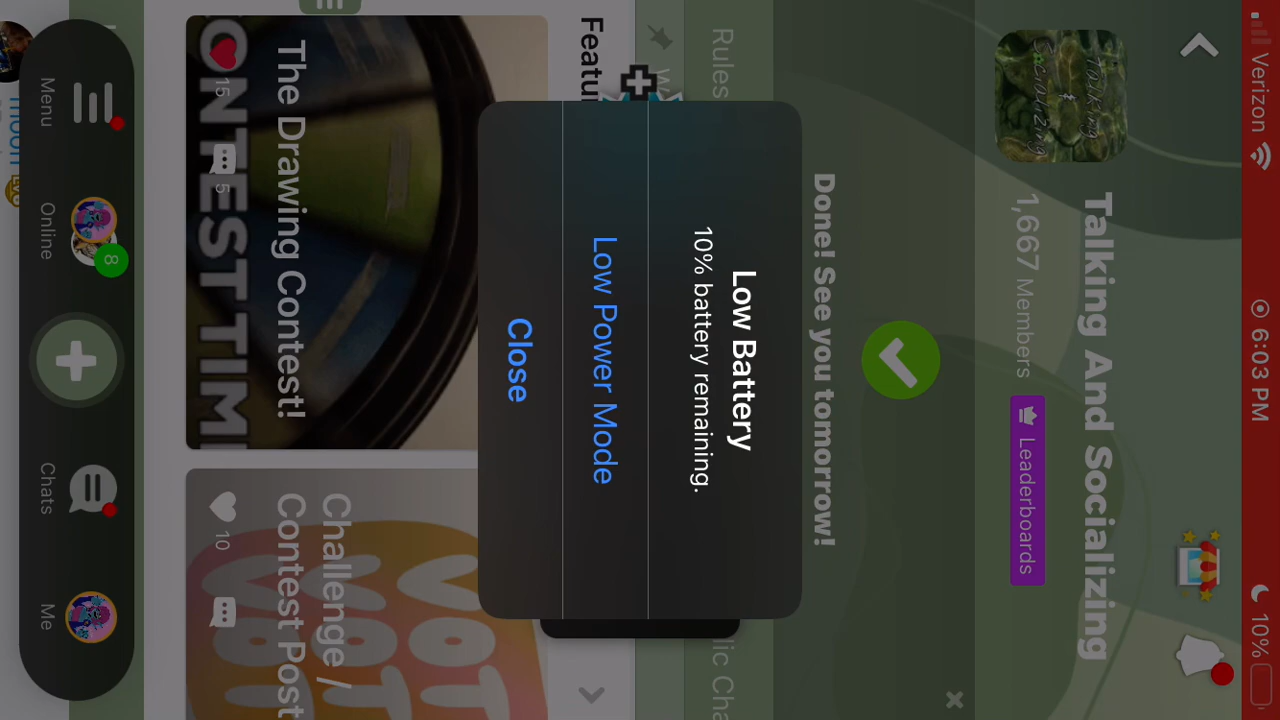 Verizon
6:03 PM
10%
Talking And Socializing
1,667 Members
Leaderboards
Done! See you tomorrow!
Low Battery
10% battery remaining.
Low Power Mode
Close
Rules
Featu
The Drawing Contest!
15
5
CONTEST TIM
Challenge /
Contest Post
10
Menu
Online
8
Chats
Me